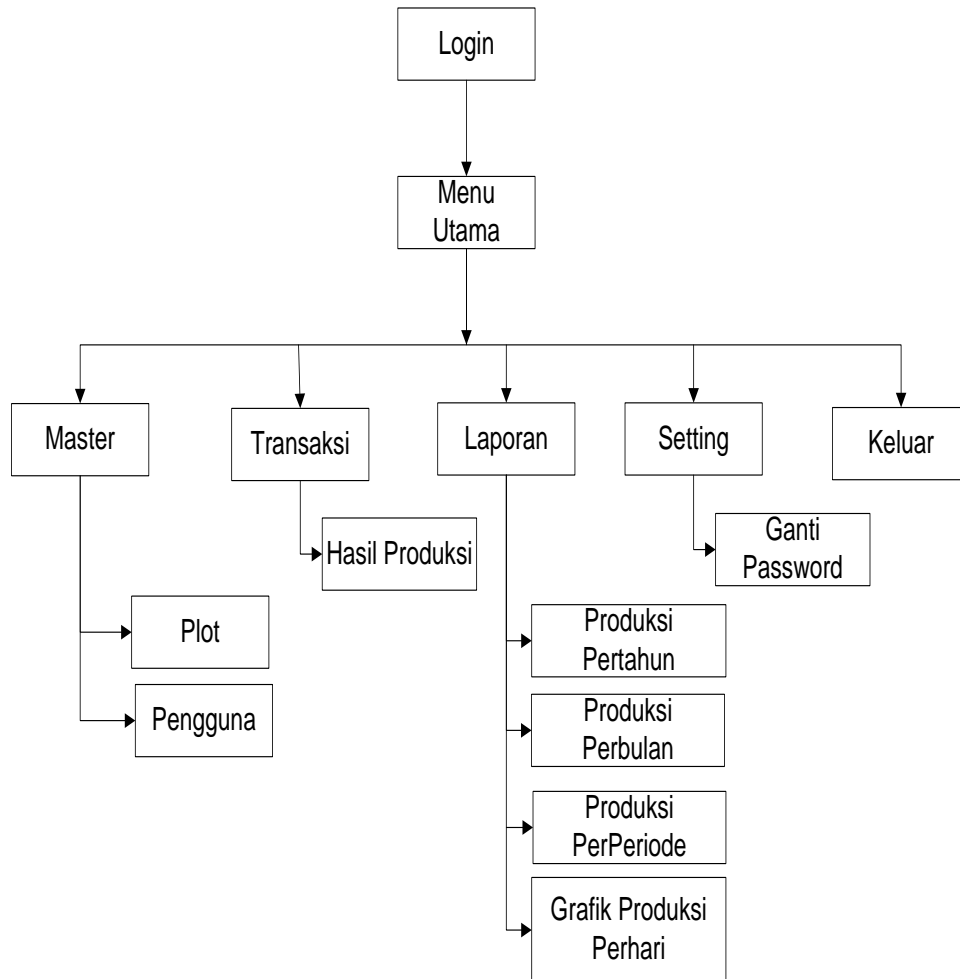 Login
Menu
Utama
Master
Transaksi
Laporan
Setting
Keluar
Hasil Produksi
Ganti
Password
Plot
Pengguna
Produksi
Pertahun
Produksi
Perbulan
Produksi
PerPeriode
Grafik Produksi
Perhari